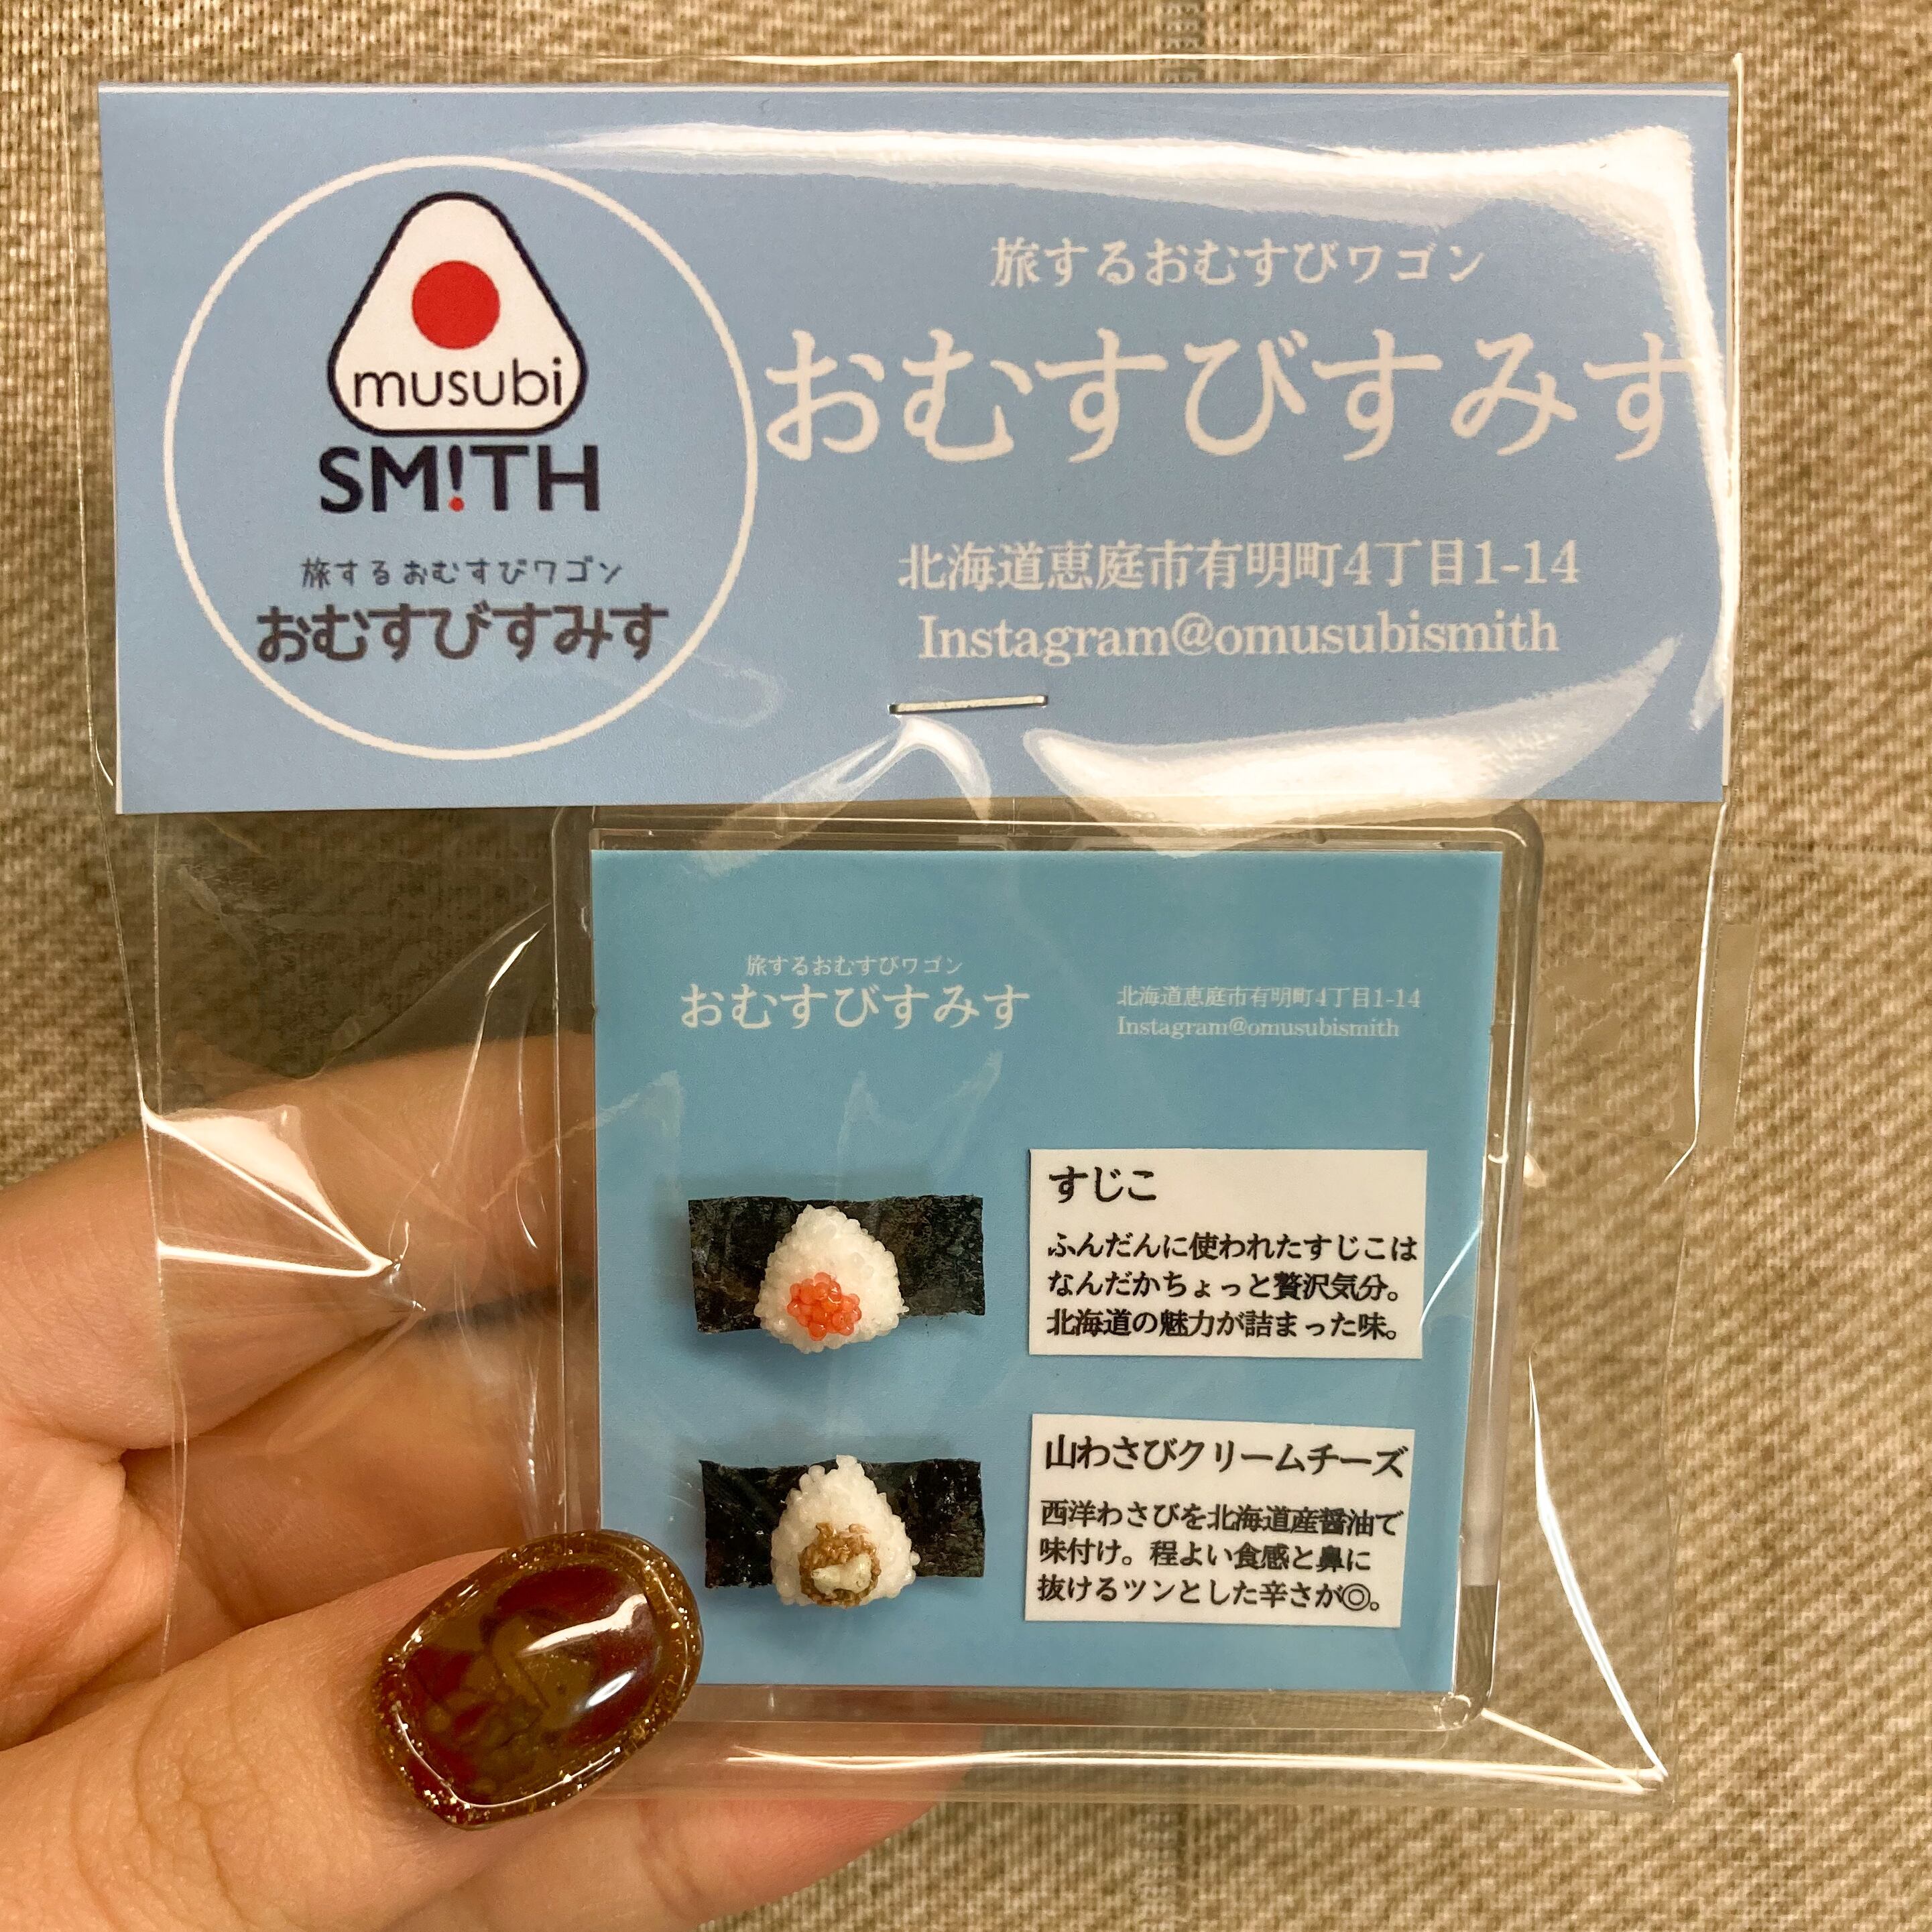 musubi
SM!TH
旅するおむすびワゴン
おむすびすみす
旅するおむすびワゴン
おむすびすみす
北海道恵庭市有明町4丁目1-14
Instagram@omusubismith
旅するおむすびワゴン
おむすびすみす
北海道恵庭市有明町4丁目1-14
Instagram@omusubismith
すじこ
ふんだんに使われたすじこは
なんだかちょっと贅沢気分。
北海道の魅力が詰まった味。
山わさびクリームチーズ
西洋わさびを北海道産醤油で
味付け。程よい食感と鼻に
抜けるツンとした辛さが◎。